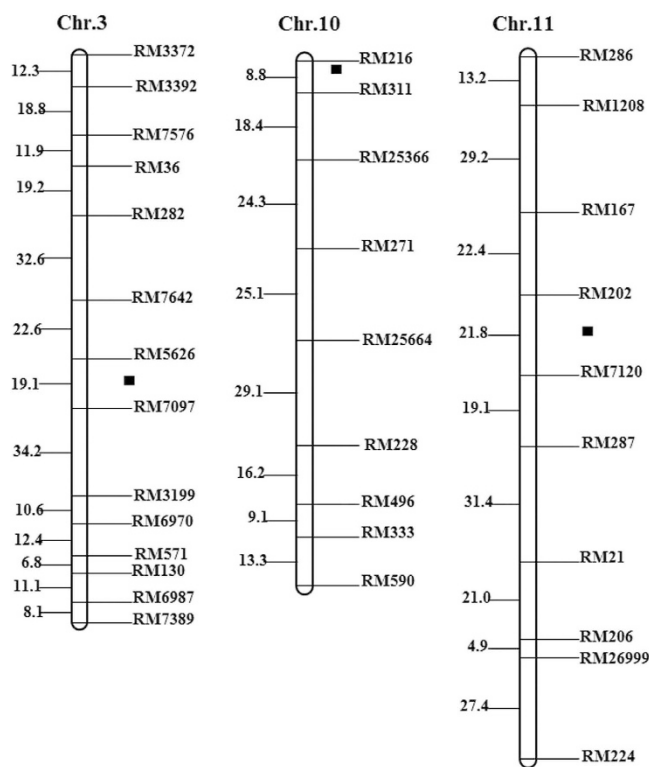 Chr.3
RM3372
12.3
RM3392
18.8
RM7576
11.9
RM36
19.2
RM282
32.6
RM7642
22.6
RM5626
19.1
RM7097
34.2
RM3199
10.6
RM6970
12.4
RM571
6.8
RM130
11.1
RM6987
8.1
RM7389
Chr.10
RM216
8.8
RM311
18.4
RM25366
24.3
RM271
25.1
RM25664
29.1
RM228
16.2
RM496
9.1
RM333
13.3
RM590
Chr.11
RM286
13.2
RM1208
29.2
RM167
22.4
RM202
21.8
RM7120
19.1
RM287
31.4
RM21
21.0
RM206
4.9
RM26999
27.4
RM224